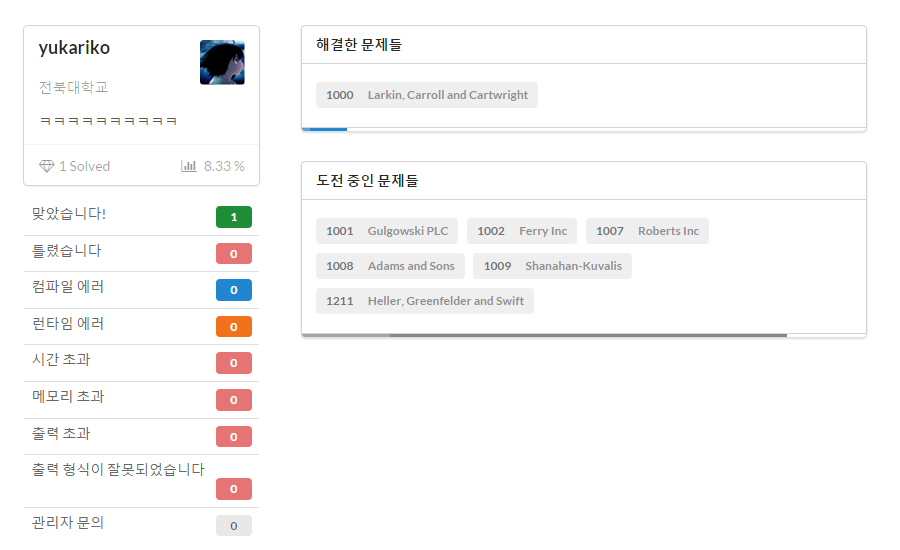 yukariko
전북대학교
ㅋㅋㅋㅋㅋㅋㅋㅋㅋㅋ
1 Solved 8.33 %
맞았습니다! 1
틀렸습니다 0
컴파일 에러 0
런타임 에러 0
시간 초과 0
메모리 초과 0
출력 초과 0
출력 형식이 잘못되었습니다
0
관리자 문의 0
해결한 문제들
1000 Larkin, Carroll and Cartwright
도전 중인 문제들
1001 Gulgowski PLC 1002 Ferry Inc 1007 Roberts Inc
1008 Adams and Sons 1009 Shanahan-Kuvalis
1211 Heller, Greenfelder and Swift